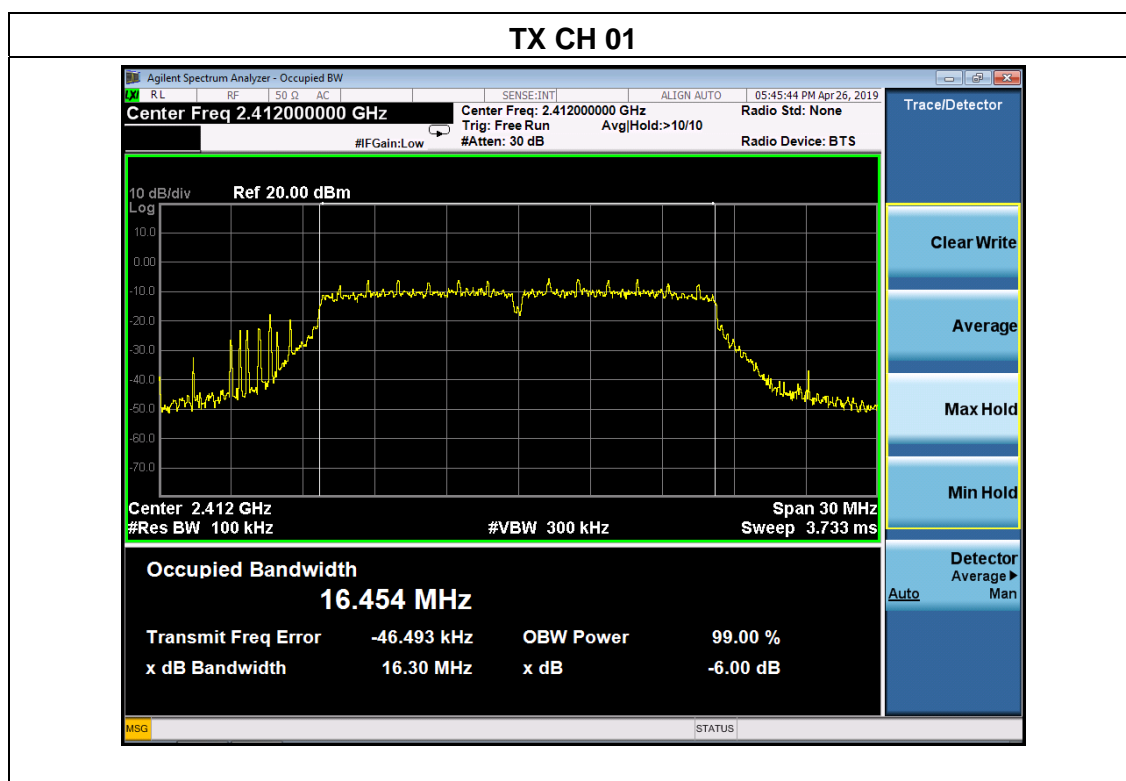 TX CH 01
Agilent Spectrum Analyzer - Occupied BW
LXI RL RF 50 Ω AC SENSE:INT ALIGN AUTO 05:45:44 PM Apr 26, 2019
Center Freq 2.412000000 GHz
Center Freq: 2.412000000 GHz
Radio Std: None
Trig: Free Run Avg|Hold:>10/10
#IFGain:Low #Atten: 30 dB
Radio Device: BTS
Trace/Detector
10 dB/div Ref 20.00 dBm
Log
10.0
0.00
-10.0
-20.0
-30.0
-40.0
-50.0
-60.0
-70.0
Center 2.412 GHz Span 30 MHz
#Res BW 100 kHz #VBW 300 kHz Sweep 3.733 ms
Clear Write
Average
Max Hold
Min Hold
Detector
Average▶
Auto Man
Occupied Bandwidth
16.454 MHz
Transmit Freq Error -46.493 kHz OBW Power 99.00 %
x dB Bandwidth 16.30 MHz x dB -6.00 dB
MSG STATUS